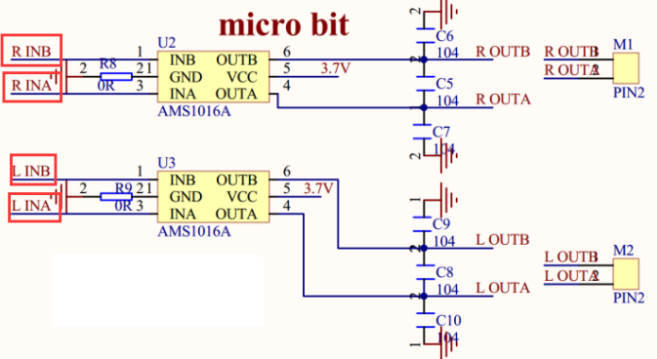 micro bit
R INB
R INA
R8
2
0R
U2
1 INB OUTB 6
2 1 GND VCC 5 3.7V
3 INA OUTA 4
AMS1016A
2
C6
104 R OUTB
2
C5
104 R OUTA
C7
104
2
R OUTB 1
R OUTA 2
M1
PIN2
L INB
L INA
R9
2
0R
U3
1 INB OUTB 6
2 1 GND VCC 5 3.7V
3 INA OUTA 4
AMS1016A
1
C9
104 L OUTB
2
C8
104 L OUTA
2
C10
104
1
L OUTB 1
L OUTA 2
M2
PIN2